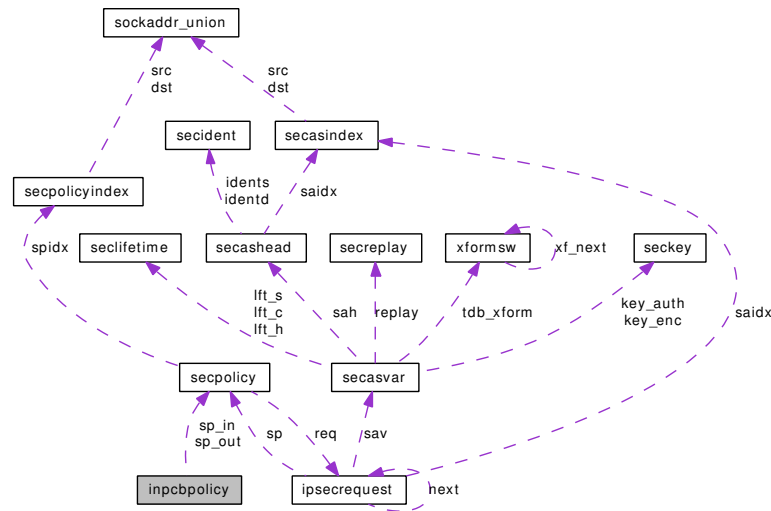 sockaddr_union
src
dst
src
dst
secident
secasindex
secpolicyindex
idents
identd
saidx
spidx
seclifetime
secashead
secreplay
xformsw
xf_next
seckey
lft_s
lft_c
lft_h
sah
replay
tdb_xform
key_auth
key_enc
saidx
secpolicy
secasvar
sp_in
sp_out
sp
req
sav
inpcbpolicy
ipsecrequest
next